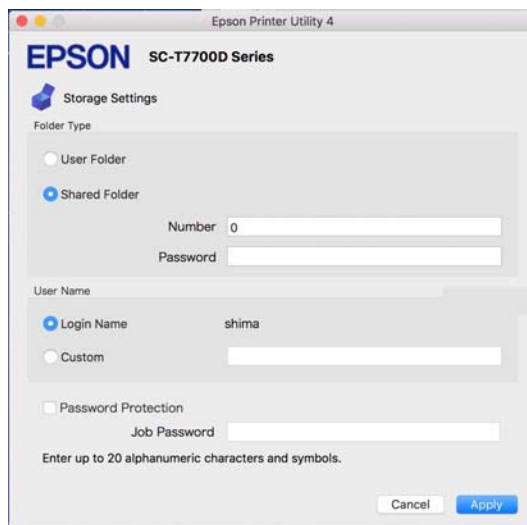 Epson Printer Utility 4
EPSON SC-T7700D Series
Storage Settings
Folder Type
User Folder
Shared Folder
Number 0
Password
User Name
Login Name shima
Custom
Password Protection
Job Password
Enter up to 20 alphanumeric characters and symbols.
Cancel Apply